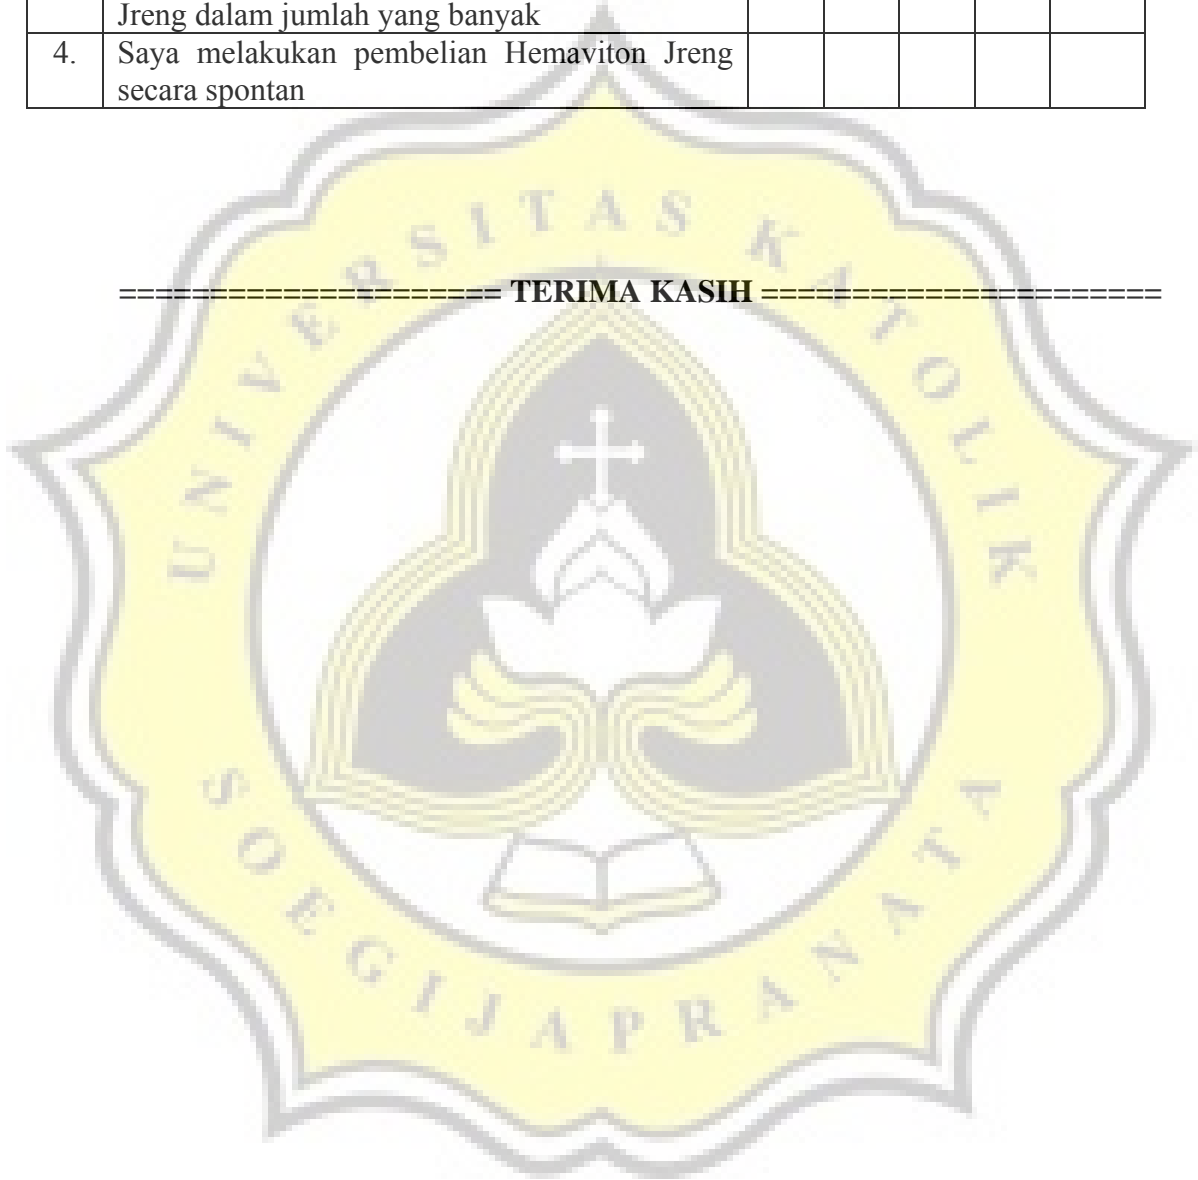 Jreng dalam jumlah yang banyak
4. Saya melakukan pembelian Hemaviton Jreng
secara spontan
====================== TERIMA KASIH =======================
UNIVERSITAS KATOLIK
SOEGIJAPRANATA